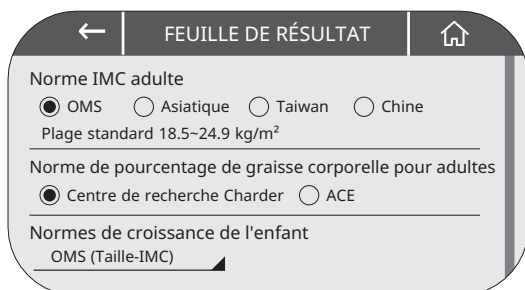 FEUILLE DE RÉSULTAT
Norme IMC adulte
OMS Asiatique Taiwan Chine
Plage standard 18.5~24.9 kg/m²
Norme de pourcentage de graisse corporelle pour adultes
Centre de recherche Charder ACE
Normes de croissance de l'enfant
OMS (Taille-IMC)